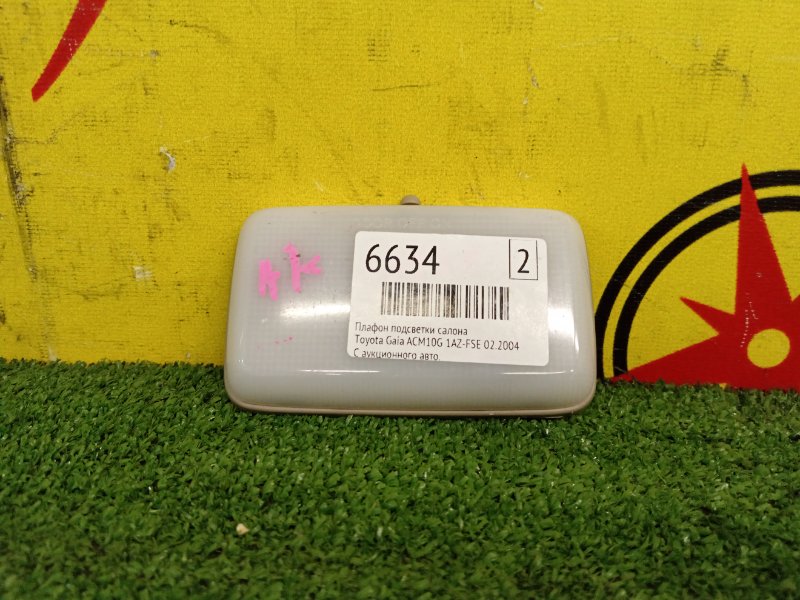 6634 2
Плафон подсветки салона
Toyota Gaia ACM10G 1AZ-FSE 02.2004
С аукционного авто.